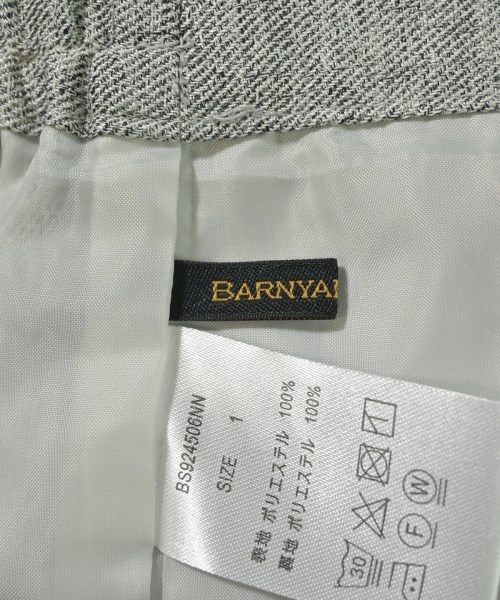 BARNYA
BS924506NN
SIZE 1
表地 ポリエステル 100%
裏地 ポリエステル 100%
30
F
W